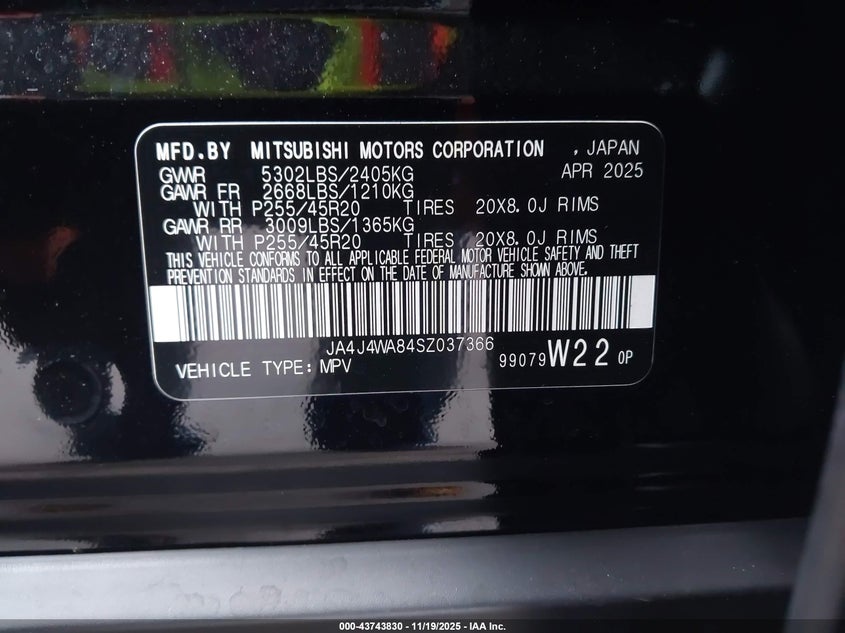 MFD.BY MITSUBISHI MOTORS CORPORATION , JAPAN
GVWR 5302LBS/2405KG APR 2025
GAWR FR 2668LBS/1210KG
WITH P255/45R20 TIRES 20X8.0J RIMS
GAWR RR 3009LBS/1365KG
WITH P255/45R20 TIRES 20X8.0J RIMS
THIS VEHICLE CONFORMS TO ALL APPLICABLE FEDERAL MOTOR VEHICLE SAFETY AND THEFT
PREVENTION STANDARDS IN EFFECT ON THE DATE OF MANUFACTURE SHOWN ABOVE.
JA4J4WA84SZ037366
VEHICLE TYPE: MPV 99079 W22 0P
000-43743830 - 11/19/2025 - IAA Inc.